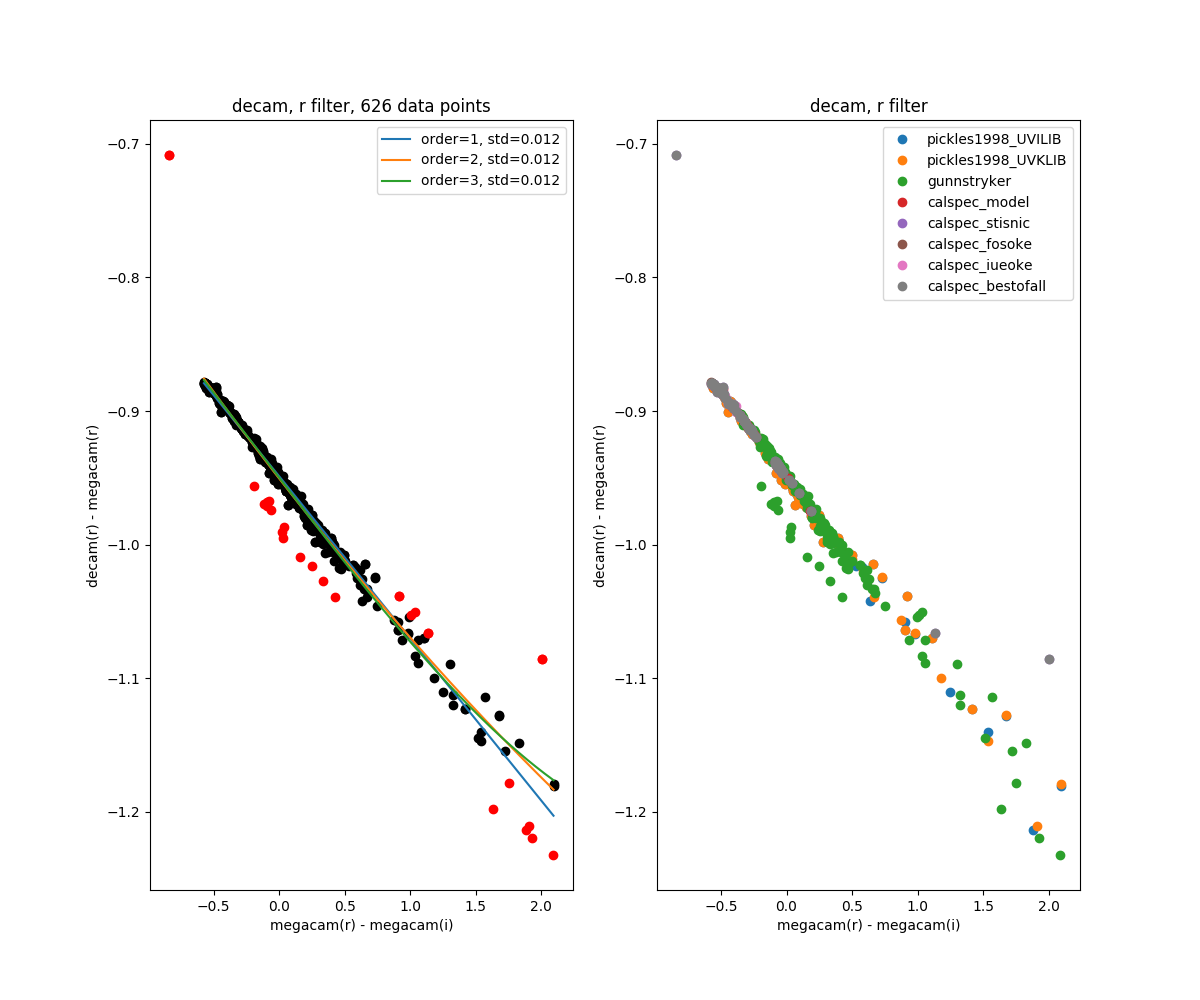 decam, r filter, 626 data points
order=1, std=0.012
order=2, std=0.012
order=3, std=0.012
−0.7
−0.8
−0.9
−1.0
−1.1
−1.2
decam(r) - megacam(r)
−0.5
0.0
0.5
1.0
1.5
2.0
megacam(r) - megacam(i)
decam, r filter
pickles1998_UVILIB
pickles1998_UVKLIB
gunnstryker
calspec_model
calspec_stisnic
calspec_fosoke
calspec_iueoke
calspec_bestofall
−0.7
−0.8
−0.9
−1.0
−1.1
−1.2
decam(r) - megacam(r)
−0.5
0.0
0.5
1.0
1.5
2.0
megacam(r) - megacam(i)